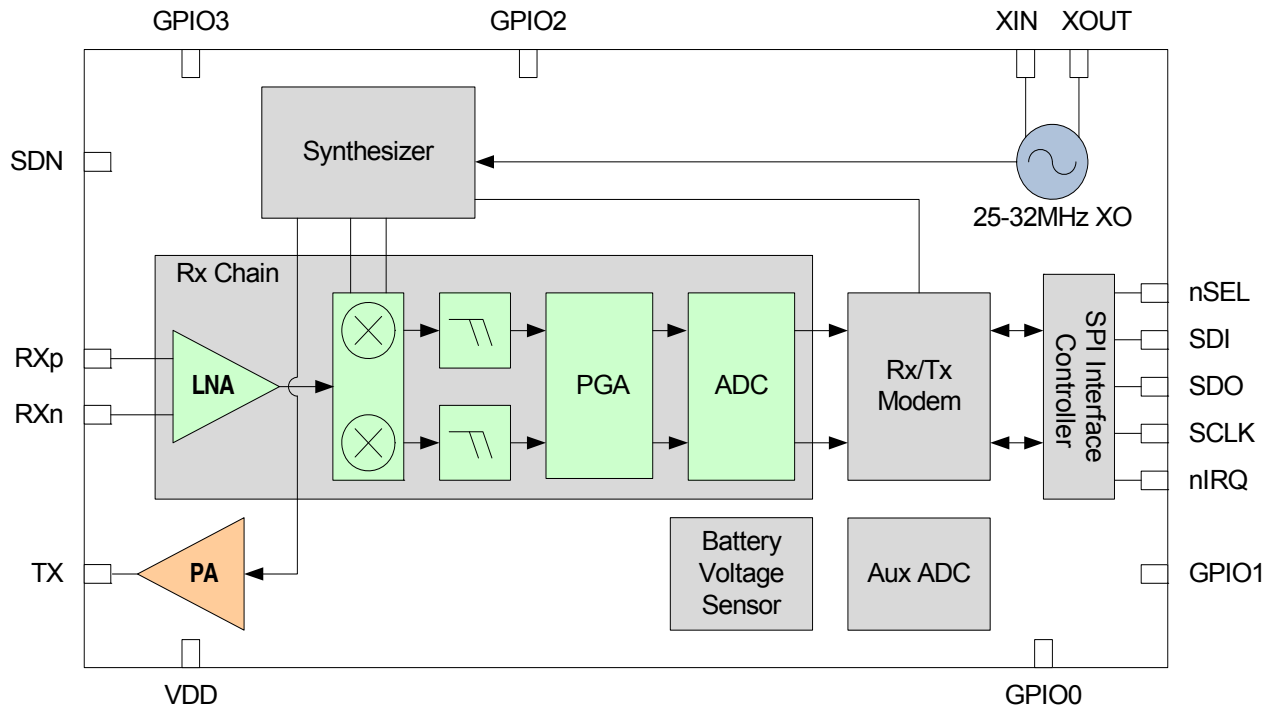 GPIO3
GPIO2
XIN
XOUT
SDN
Synthesizer
25-32MHz XO
Rx Chain
RXp
RXn
LNA
PGA
ADC
Rx/Tx
Modem
SPI Interface
Controller
nSEL
SDI
SDO
SCLK
nIRQ
TX
PA
Battery
Voltage
Sensor
Aux ADC
GPIO1
VDD
GPIO0